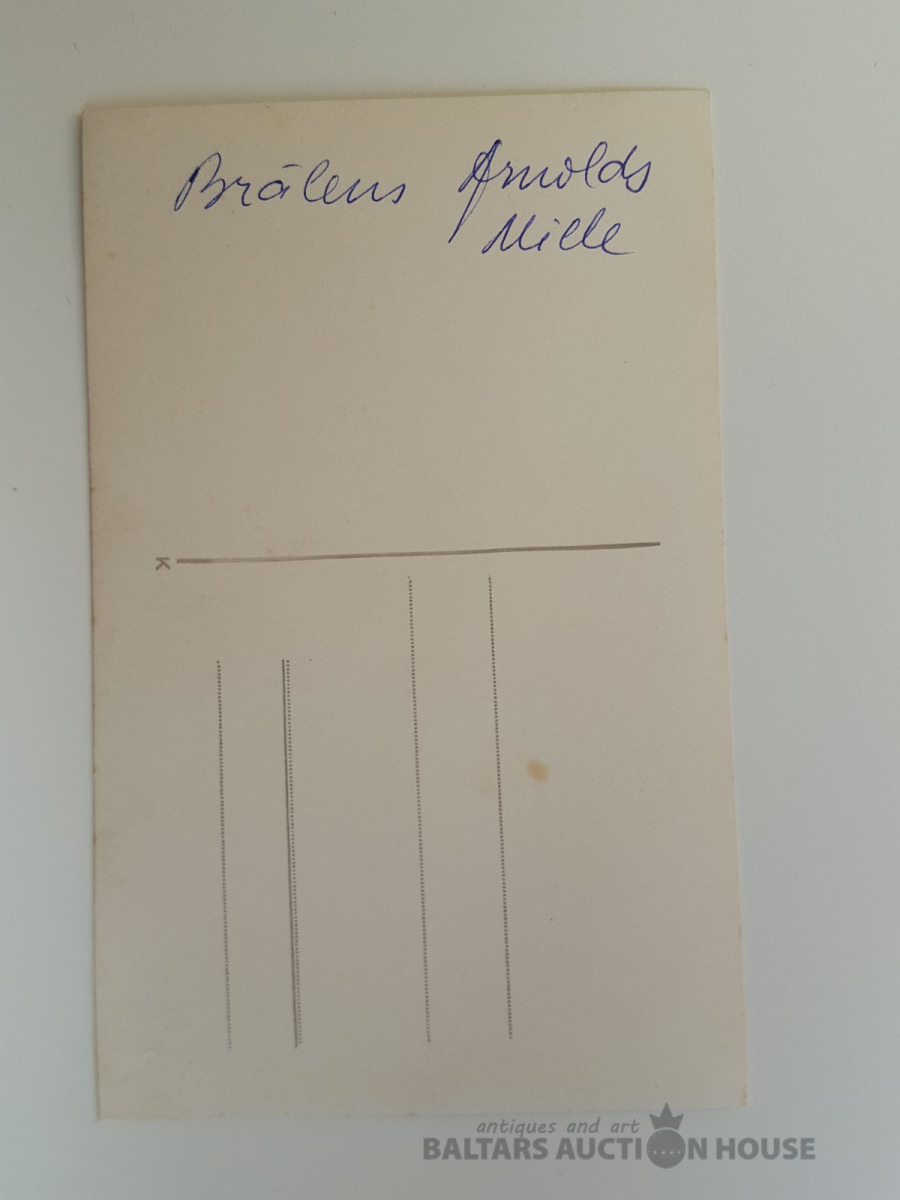 Brālens Arnolds
Mille
K
antiques and art
BALTARS AUCTION HOUSE